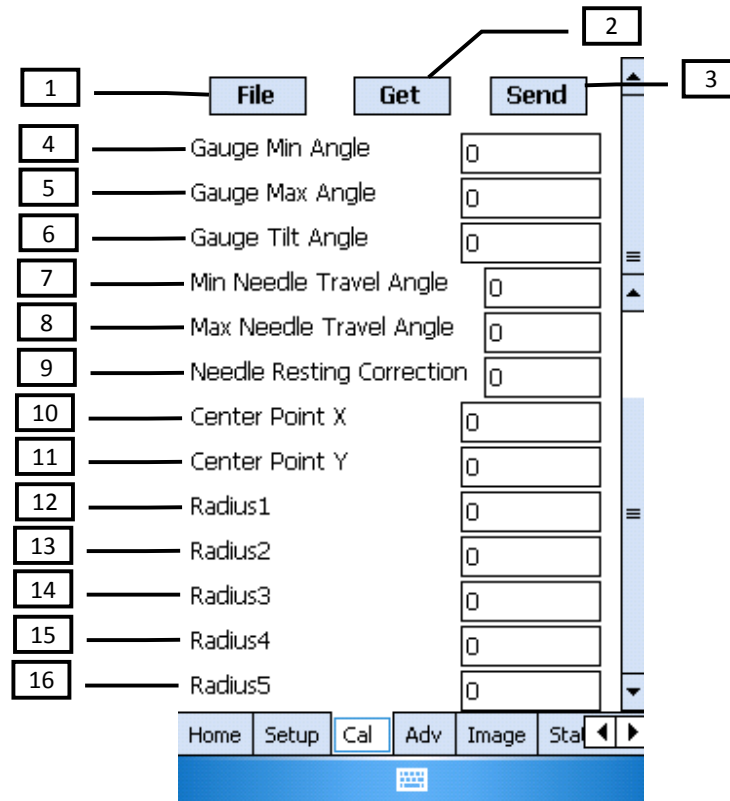 2
1 File Get Send 3
4 Gauge Min Angle 0
5 Gauge Max Angle 0
6 Gauge Tilt Angle 0
7 Min Needle Travel Angle 0
8 Max Needle Travel Angle 0
9 Needle Resting Correction 0
10 Center Point X 0
11 Center Point Y 0
12 Radius1 0
13 Radius2 0
14 Radius3 0
15 Radius4 0
16 Radius5 0
Home Setup Cal Adv Image